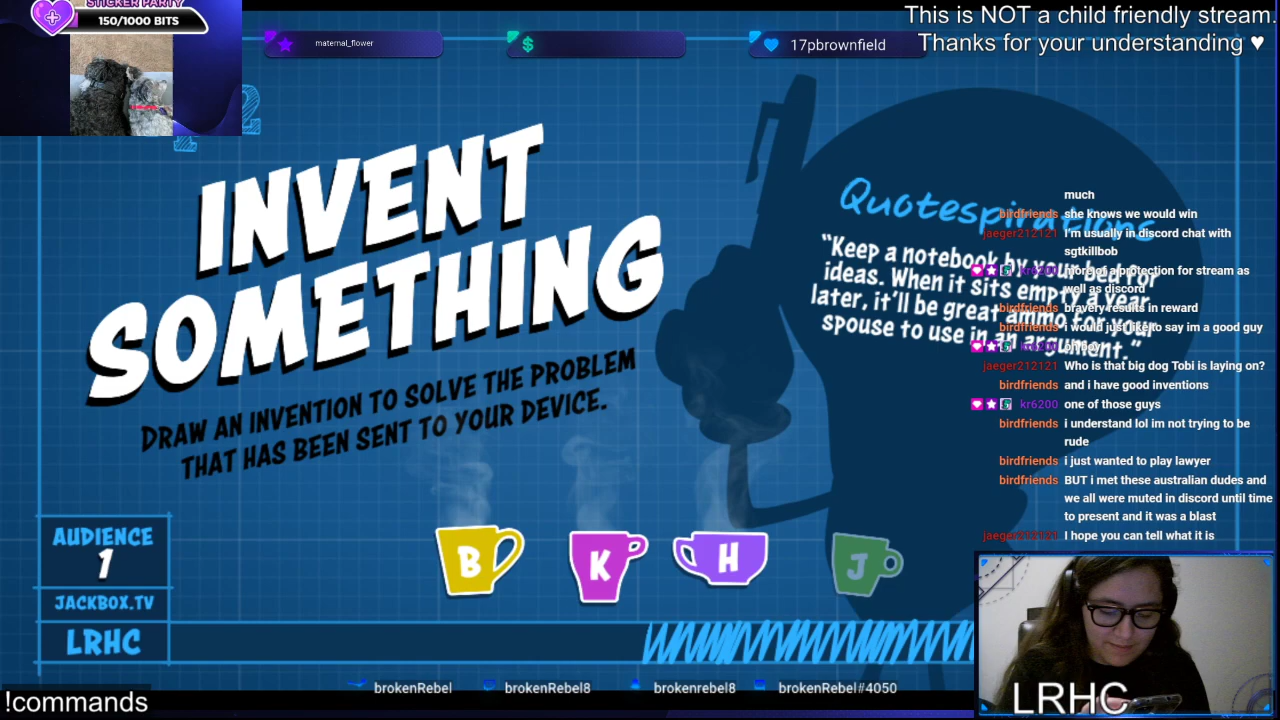 STICKER PARTY
150/1000 BITS
maternal_flower
$
17pbrownfield
This is NOT a child friendly stream.
Thanks for your understanding ♥
INVENT
SOMETHING
DRAW AN INVENTION TO SOLVE THE PROBLEM
THAT HAS BEEN SENT TO YOUR DEVICE.
Quotespirations
"Keep a notebook by your bed for
ideas. When it sits empty a year
later, it'll be great ammo for your
spouse to use in an argument."
much
birdfriends she knows we would win
jaeger212121 I'm usually in discord chat with
sgtkillbob
kr6200 more of a protection for stream as
well as discord
birdfriends bravery results in reward
birdfriends i would just like to say im a good guy
kr6200
jaeger212121 Who is that big dog Tobi is laying on?
birdfriends and i have good inventions
kr6200 one of those guys
birdfriends i understand lol im not trying to be
rude
birdfriends i just wanted to play lawyer
birdfriends BUT i met these australian dudes and
we all were muted in discord until time
to present and it was a blast
jaeger212121 I hope you can tell what it is
B
K
H
J
AUDIENCE
1
JACKBOX.TV
LRHC
brokenRebel
brokenRebel8
brokenrebel8
brokenRebel#4050
!commands
LRHC